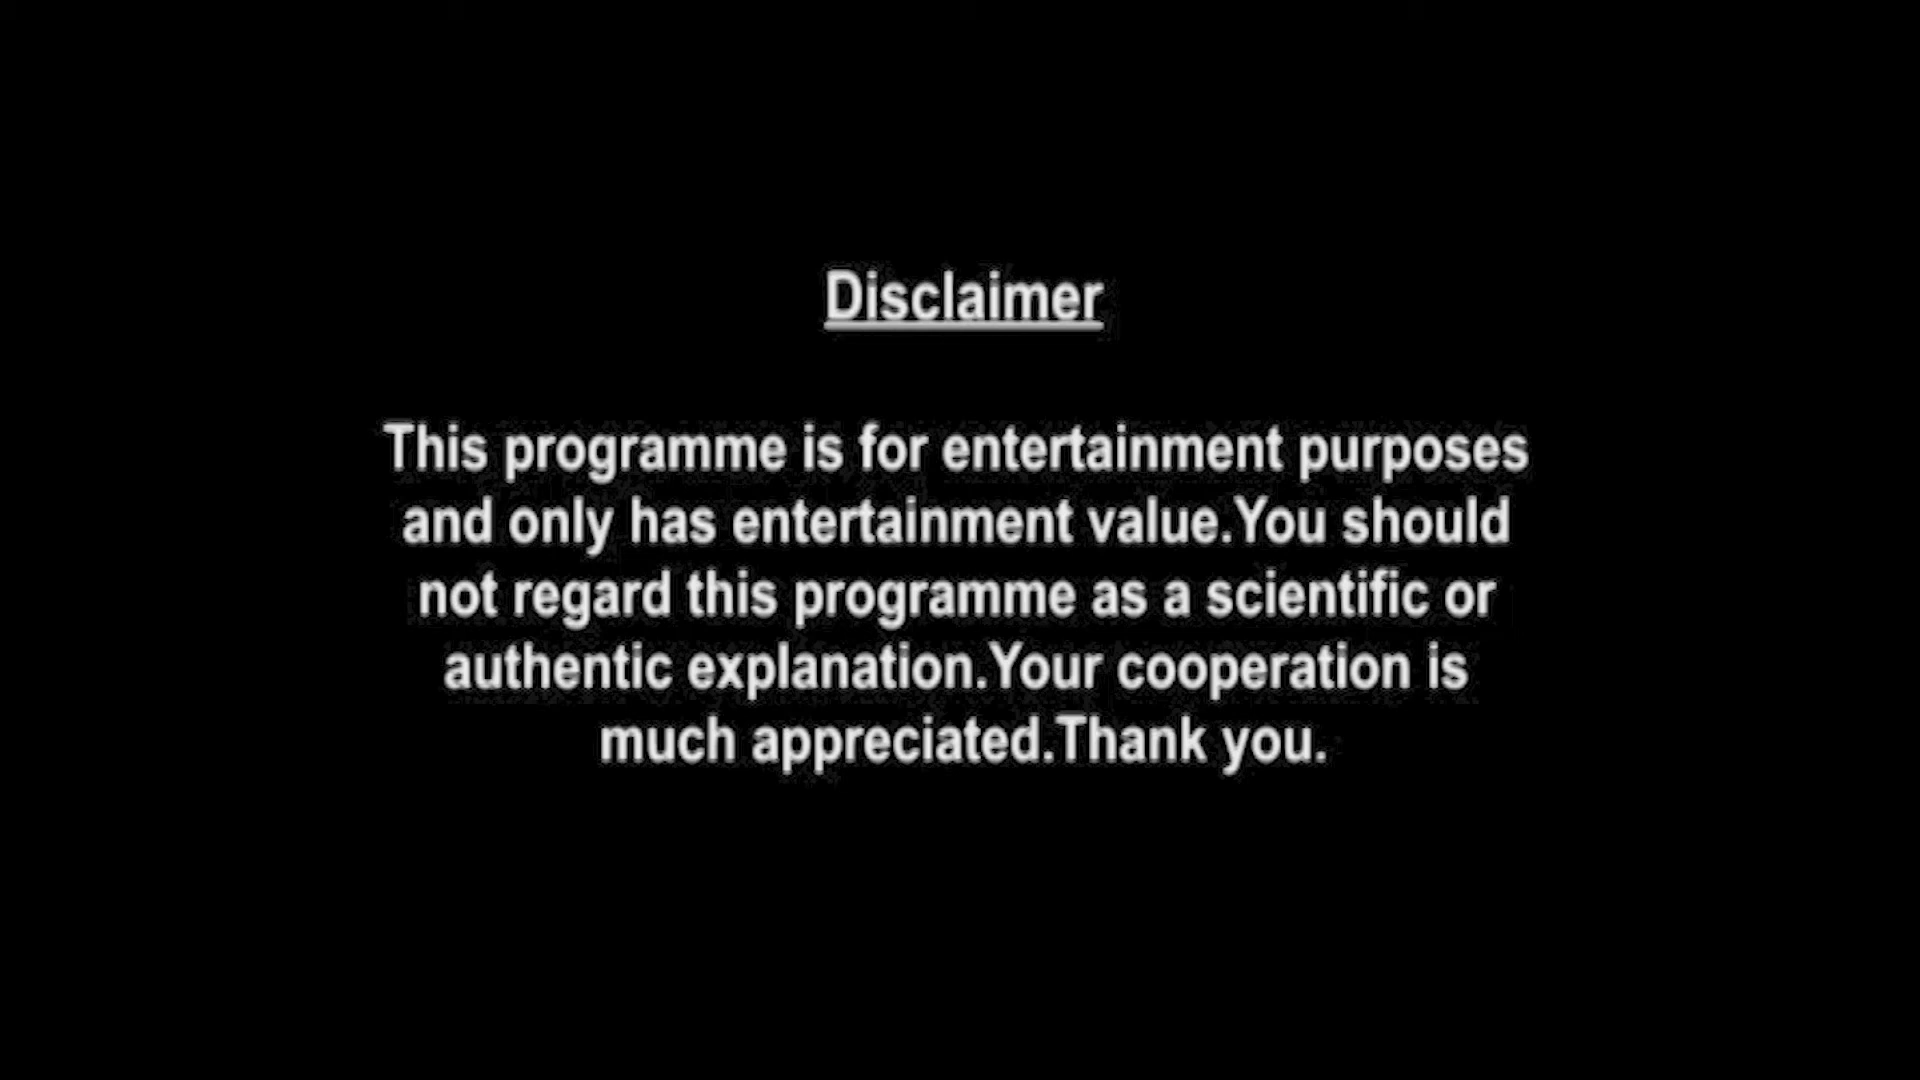 Disclaimer
This programme is for entertainment purposes
and only has entertainment value.You should
not regard this programme as a scientific or
authentic explanation.Your cooperation is
much appreciated.Thank you.